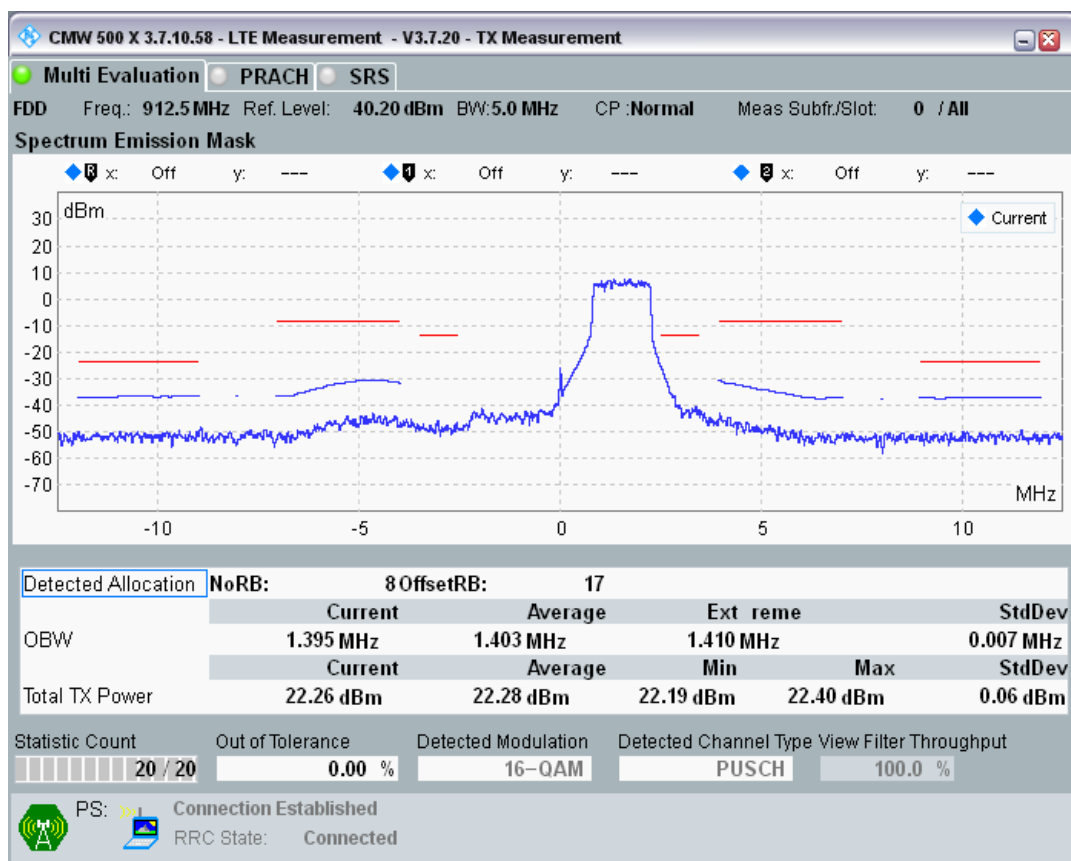 CMW 500 X 3.7.10.58 - LTE Measurement - V3.7.20 - TX Measurement
Multi Evaluation PRACH SRS
FDD Freq.: 912.5 MHz Ref. Level: 40.20 dBm BW:5.0 MHz CP :Normal Meas Subfr./Slot: 0 / All
Spectrum Emission Mask
R x: Off y: --- 1 x: Off y: --- 2 x: Off y: ---
dBm
Current
30
20
10
0
-10
-20
-30
-40
-50
-60
-70
MHz
-10 -5 0 5 10
Detected Allocation NoRB: 8 OffsetRB: 17
Current Average Ext reme StdDev
OBW 1.395 MHz 1.403 MHz 1.410 MHz 0.007 MHz
Current Average Min Max StdDev
Total TX Power 22.26 dBm 22.28 dBm 22.19 dBm 22.40 dBm 0.06 dBm
Statistic Count Out of Tolerance Detected Modulation Detected Channel Type View Filter Throughput
20 / 20 0.00 % 16-QAM PUSCH 100.0 %
PS: Connection Established
RRC State: Connected